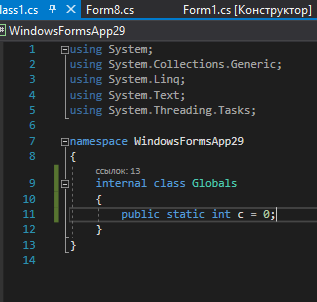 lass1.cs Form8.cs Form1.cs [Конструктор]
WindowsFormsApp29
1 using System;
2 using System.Collections.Generic;
3 using System.Linq;
4 using System.Text;
5 using System.Threading.Tasks;
6
7 namespace WindowsFormsApp29
8 {
ссылок: 13
9 internal class Globals
10 {
11 public static int c = 0;
12 }
13 }
14